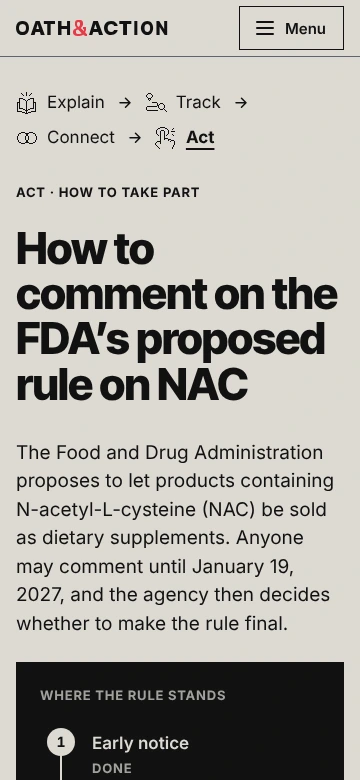 OATH&ACTION
Menu
Explain → Track →
Connect → Act
ACT · HOW TO TAKE PART
How to
comment on the
FDA’s proposed
rule on NAC
The Food and Drug Administration
proposes to let products containing
N-acetyl-L-cysteine (NAC) be sold
as dietary supplements. Anyone
may comment until January 19,
2027, and the agency then decides
whether to make the rule final.
WHERE THE RULE STANDS
1 Early notice
DONE